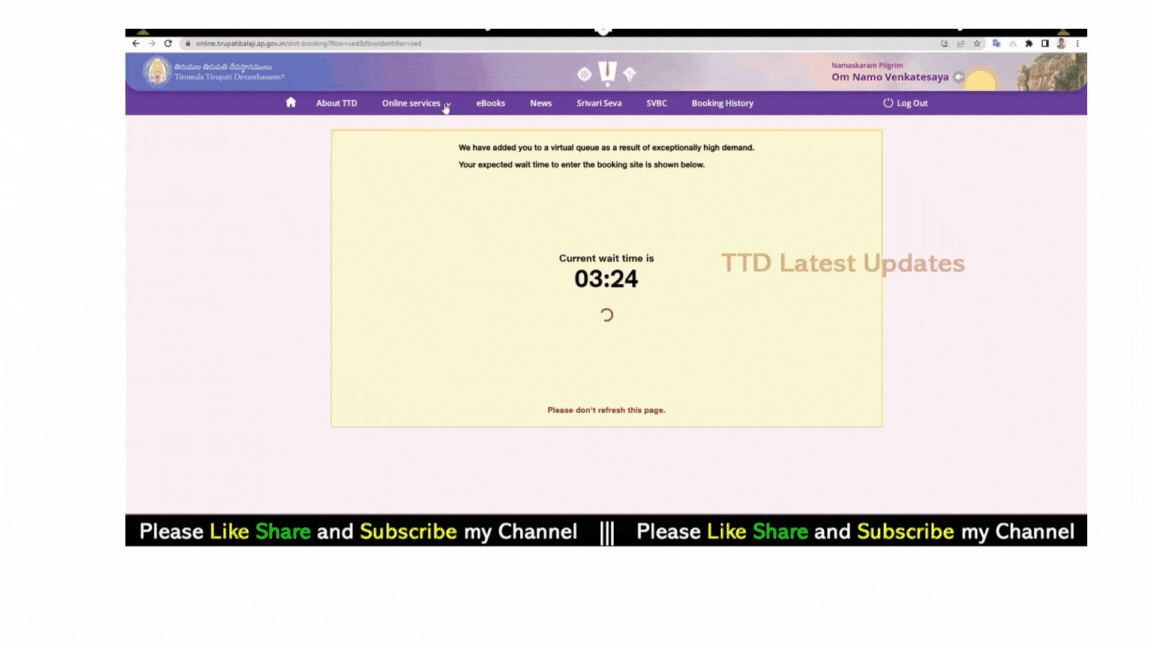 online.tirupatibalaji.ap.gov.in/slot-booking?flow=sed&flowIdentifier=sed
తిరుమల తిరుపతి దేవస్థానములు
Tirumala Tirupati Devasthanams
Namaskaram Pilgrim
Om Namo Venkatesaya
About TTD Online services eBooks News Srivari Seva SVBC Booking History Log Out
We have added you to a virtual queue as a result of exceptionally high demand.
Your expected wait time to enter the booking site is shown below.
Current wait time is
03:24
TTD Latest Updates
Please don't refresh this page.
Please Like Share and Subscribe my Channel ||| Please Like Share and Subscribe my Channel